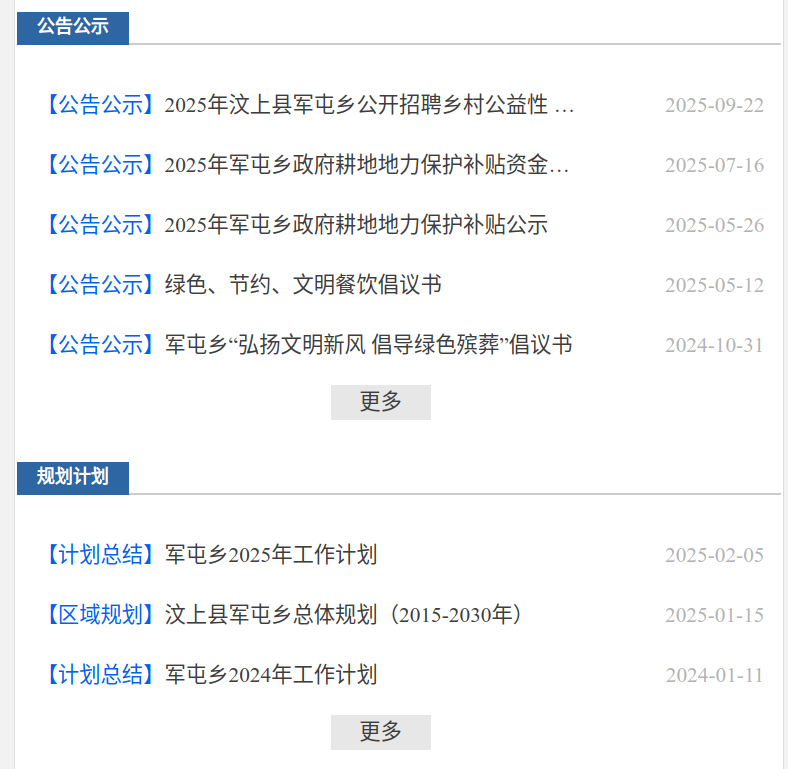 公告公示
【公告公示】2025年汶上县军屯乡公开招聘乡村公益性 … 2025-09-22
【公告公示】2025年军屯乡政府耕地地力保护补贴资金… 2025-07-16
【公告公示】2025年军屯乡政府耕地地力保护补贴公示 2025-05-26
【公告公示】绿色、节约、文明餐饮倡议书 2025-05-12
【公告公示】军屯乡“弘扬文明新风 倡导绿色殡葬”倡议书 2024-10-31
更多
规划计划
【计划总结】军屯乡2025年工作计划 2025-02-05
【区域规划】汶上县军屯乡总体规划（2015-2030年） 2025-01-15
【计划总结】军屯乡2024年工作计划 2024-01-11
更多